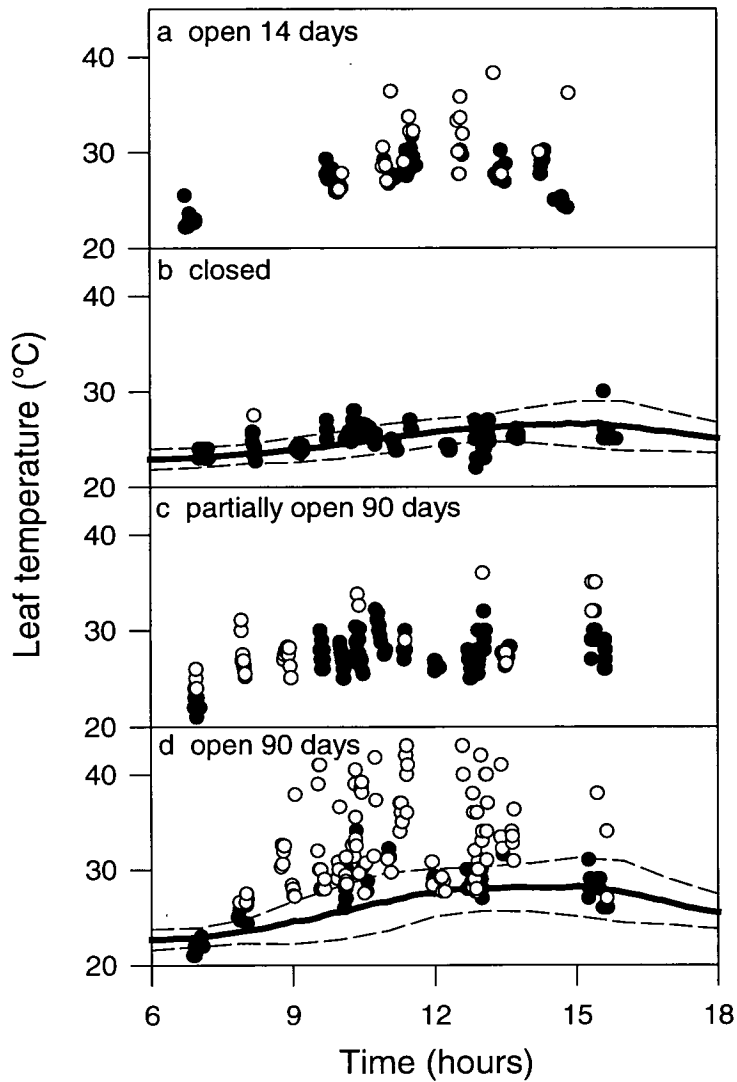 a open 14 days
40
30
20
b closed
40
30
20
c partially open 90 days
40
30
20
d open 90 days
40
30
20
Leaf temperature (°C)
6 9 12 15 18
Time (hours)